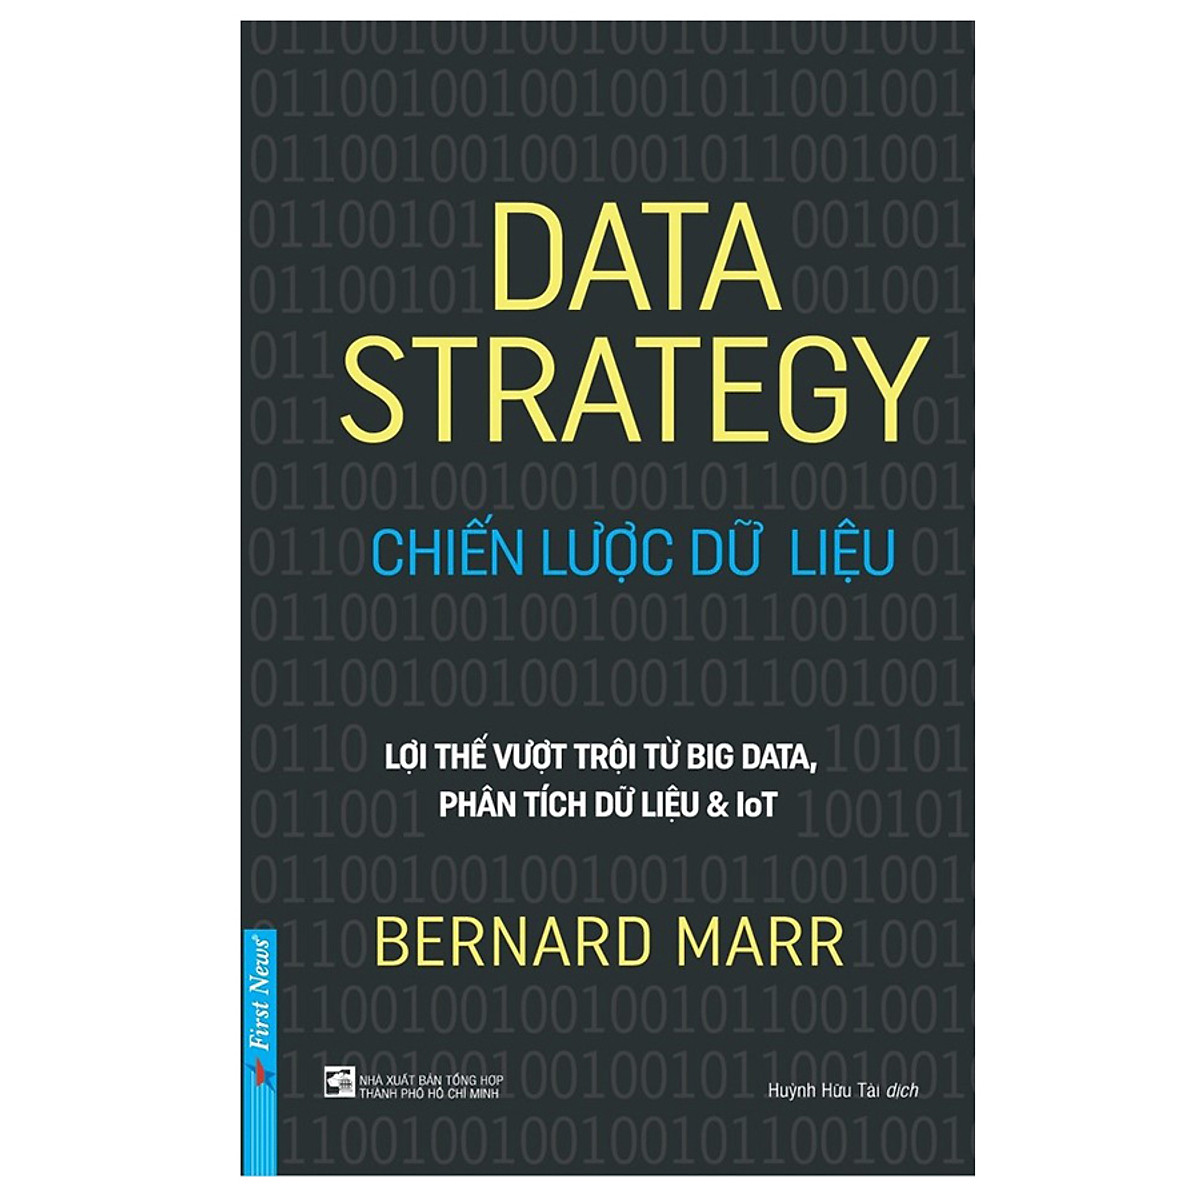 DATA
STRATEGY
CHIẾN LƯỢC DỮ LIỆU
LỢI THẾ VƯỢT TRỘI TỪ BIG DATA,
PHÂN TÍCH DỮ LIỆU & IoT
BERNARD MARR
First News®
NHÀ XUẤT BẢN TỔNG HỢP
THÀNH PHỐ HỒ CHÍ MINH
Huỳnh Hữu Tài dịch